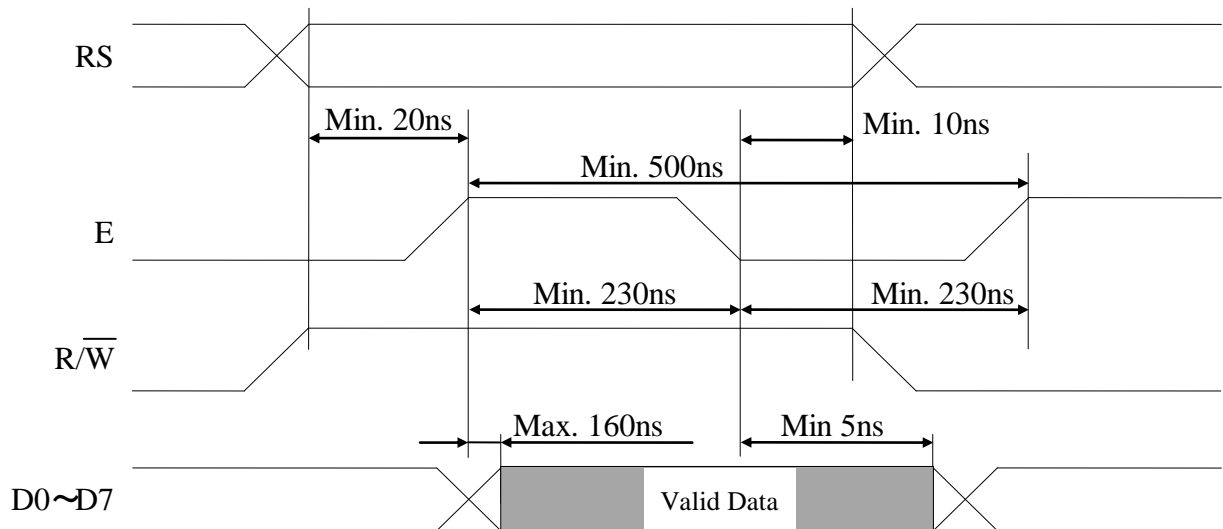 RS
Min. 20ns
Min. 10ns
Min. 500ns
E
Min. 230ns
Min. 230ns
R/W̅
Max. 160ns
Min 5ns
D0~D7
Valid Data